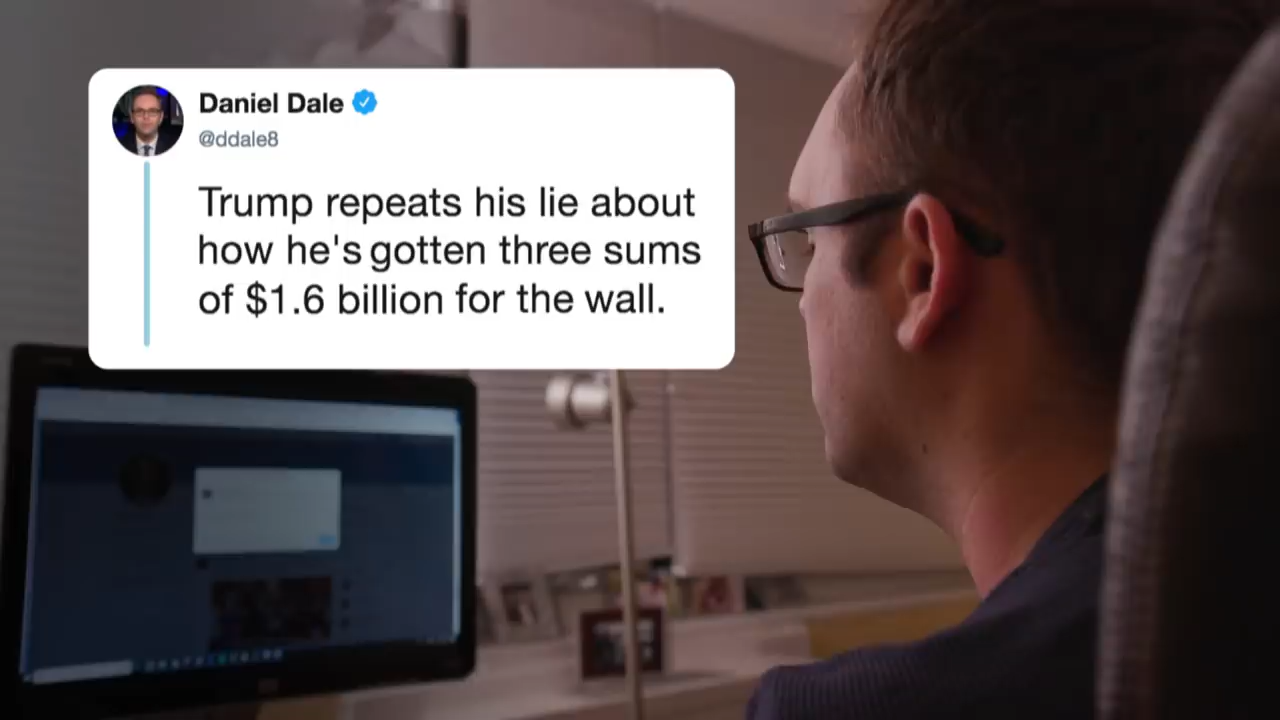 Daniel Dale
@ddale8
Trump repeats his lie about
how he's gotten three sums
of $1.6 billion for the wall.